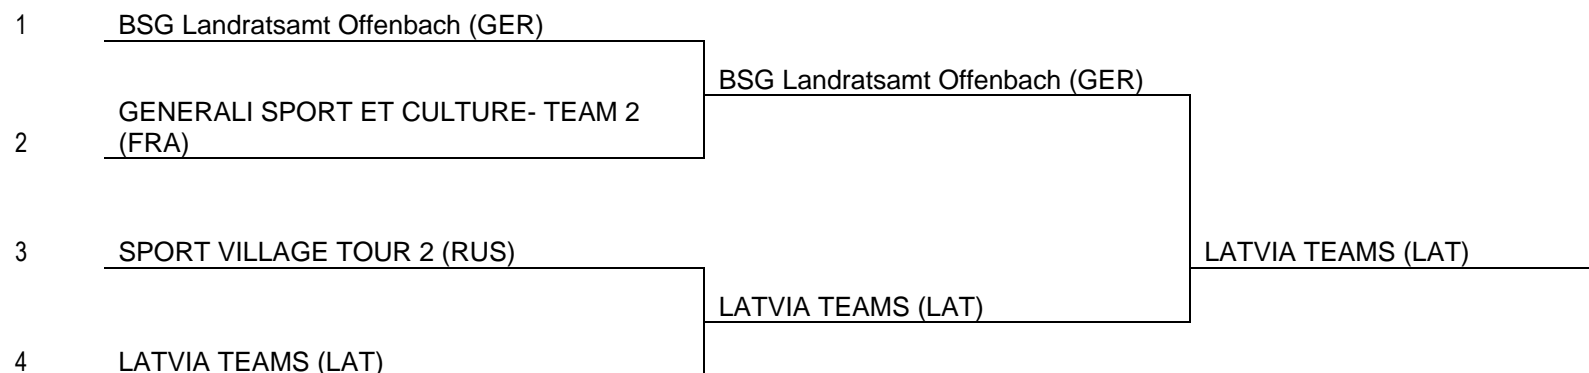 1 BSG Landratsamt Offenbach (GER)
BSG Landratsamt Offenbach (GER)
GENERALI SPORT ET CULTURE- TEAM 2
2 (FRA)
3 SPORT VILLAGE TOUR 2 (RUS)
LATVIA TEAMS (LAT)
LATVIA TEAMS (LAT)
4 LATVIA TEAMS (LAT)